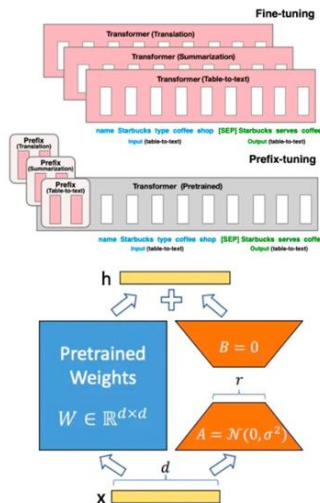 Fine-tuning
Transformer (Translation)
Transformer (Summarization)
Transformer (Table-to-text)
name Starbucks type coffee shop [SEP] Starbucks serves coffee
Input (table-to-text) Output (table-to-text)
Prefix-tuning
Prefix
(Translation)
Prefix
(Summarization)
Prefix
(Table-to-text)
Transformer (Pretrained)
name Starbucks type coffee shop [SEP] Starbucks serves coffee
Input (table-to-text) Output (table-to-text)
h
Pretrained
Weights
W ∈ ℝ^{d×d}
B = 0
r
A = 𝒩(0, σ²)
d
x